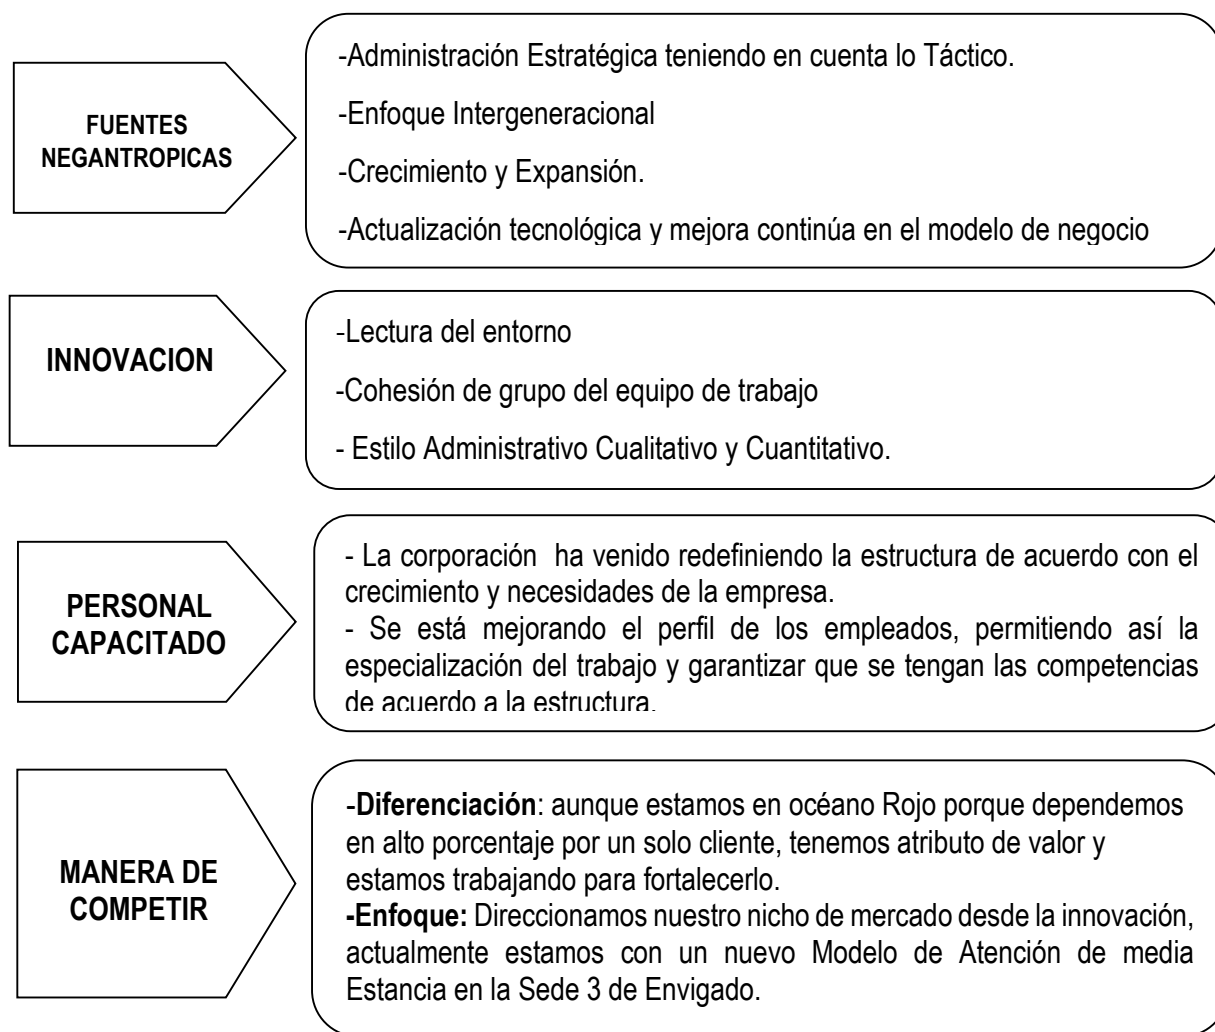 FUENTES
NEGANTROPICAS
-Administración Estratégica teniendo en cuenta lo Táctico.
-Enfoque Intergeneracional
-Crecimiento y Expansión.
-Actualización tecnológica y mejora continúa en el modelo de negocio
INNOVACION
-Lectura del entorno
-Cohesión de grupo del equipo de trabajo
- Estilo Administrativo Cualitativo y Cuantitativo.
PERSONAL
CAPACITADO
- La corporación ha venido redefiniendo la estructura de acuerdo con el
crecimiento y necesidades de la empresa.
- Se está mejorando el perfil de los empleados, permitiendo así la
especialización del trabajo y garantizar que se tengan las competencias
de acuerdo a la estructura.
MANERA DE
COMPETIR
-Diferenciación: aunque estamos en océano Rojo porque dependemos
en alto porcentaje por un solo cliente, tenemos atributo de valor y
estamos trabajando para fortalecerlo.
-Enfoque: Direccionamos nuestro nicho de mercado desde la innovación,
actualmente estamos con un nuevo Modelo de Atención de media
Estancia en la Sede 3 de Envigado.